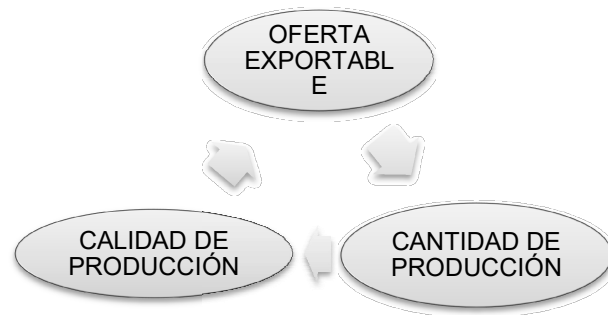 OFERTA
EXPORTABL
E
CALIDAD DE
PRODUCCIÓN
CANTIDAD DE
PRODUCCIÓN